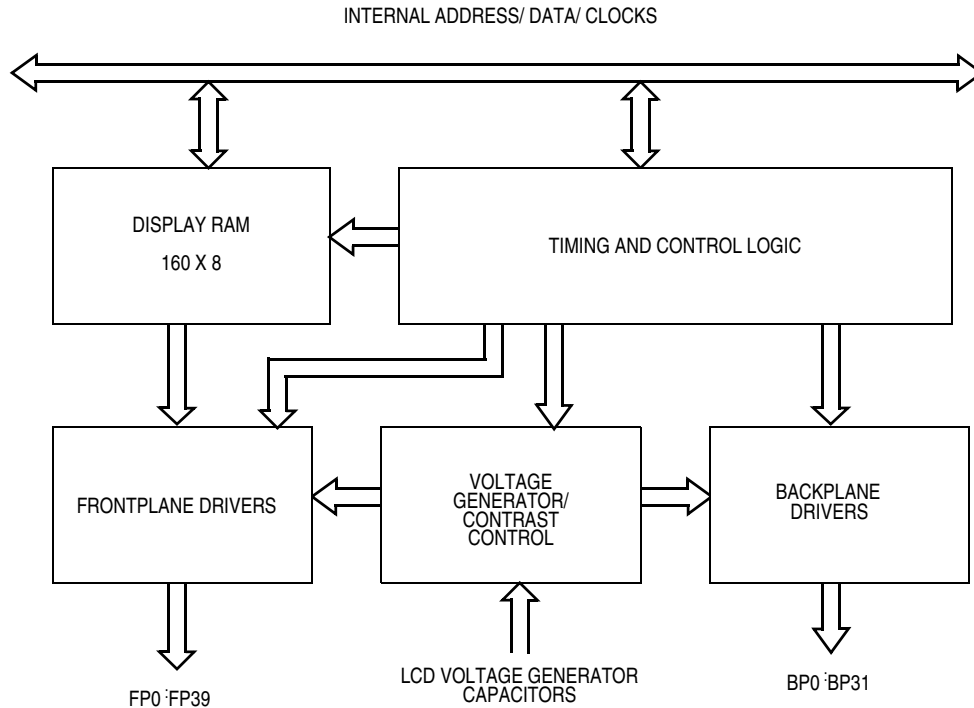 INTERNAL ADDRESS/ DATA/ CLOCKS
DISPLAY RAM
160 X 8
TIMING AND CONTROL LOGIC
FRONTPLANE DRIVERS
VOLTAGE
GENERATOR/
CONTRAST
CONTROL
BACKPLANE
DRIVERS
FP0 :FP39
LCD VOLTAGE GENERATOR
CAPACITORS
BP0 :BP31